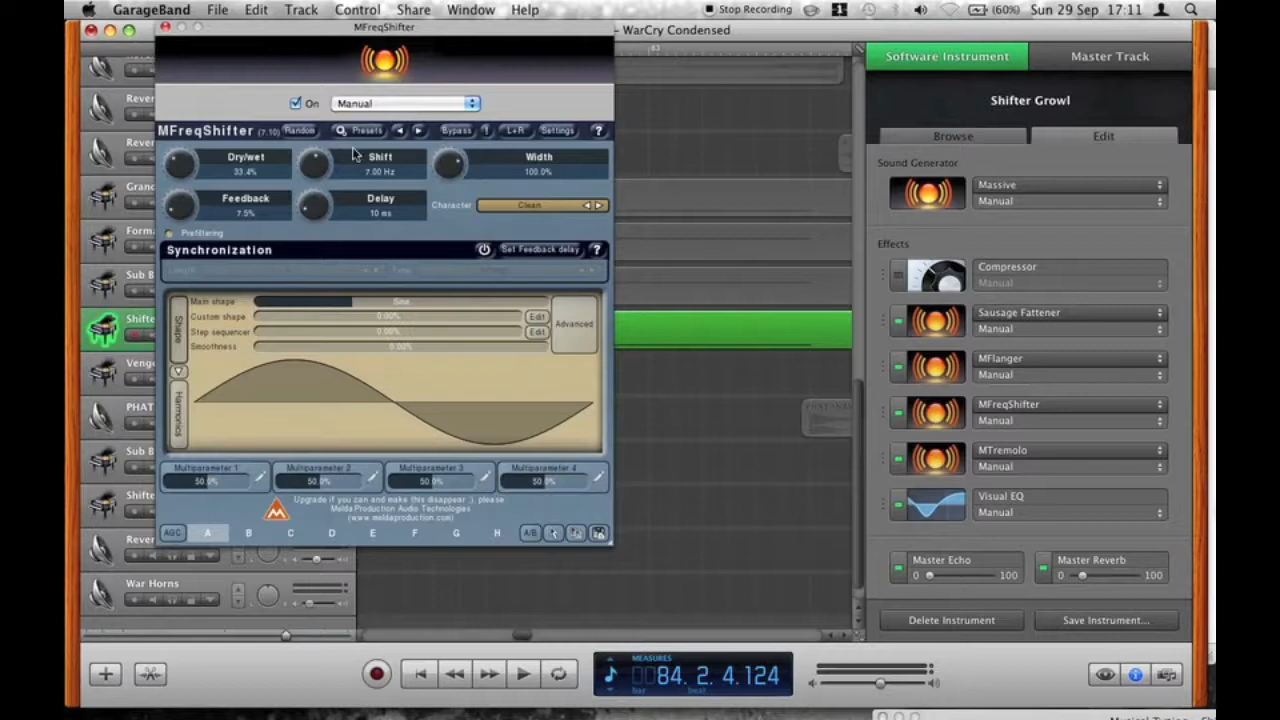 GarageBand File Edit Track Control Share Window Help Stop Recording (60%) Sun 29 Sep 17:11
MFreqShifter
– WarCry Condensed
63
On Manual
MFreqShifter (7.10) Random Presets Bypass L+R Settings ?
Dry/wet
33.4%
Shift
7.00 Hz
Width
100.0%
Feedback
7.5%
Delay
10 ms
Character Clean
Prefiltering
Synchronization Set Feedback delay ?
Shape
Main shape Sine
Custom shape 0.00% Edit
Step sequencer 0.00% Edit
Smoothness 0.00%
Advanced
Harmonics
Multiparameter 1
50.0%
Multiparameter 2
50.0%
Multiparameter 3
50.0%
Multiparameter 4
50.0%
Upgrade if you can and make this disappear ;), please
Melda Production Audio Technologies
(www.meldaproduction.com)
AGC A B C D E F G H A/B
Rever
Rever
Grand
Forma
Sub B
Shifte
Venge
PHAT
Sub B
Shifte
Rever
War Horns
Software Instrument Master Track
Shifter Growl
Browse Edit
Sound Generator
Massive
Manual
Effects
Compressor
Manual
Sausage Fattener
Manual
MFlanger
Manual
MFreqShifter
Manual
MTremolo
Manual
Visual EQ
Manual
Master Echo
0 100
Master Reverb
0 100
Delete Instrument Save Instrument...
MEASURES
84. 2. 4.124
bar beat